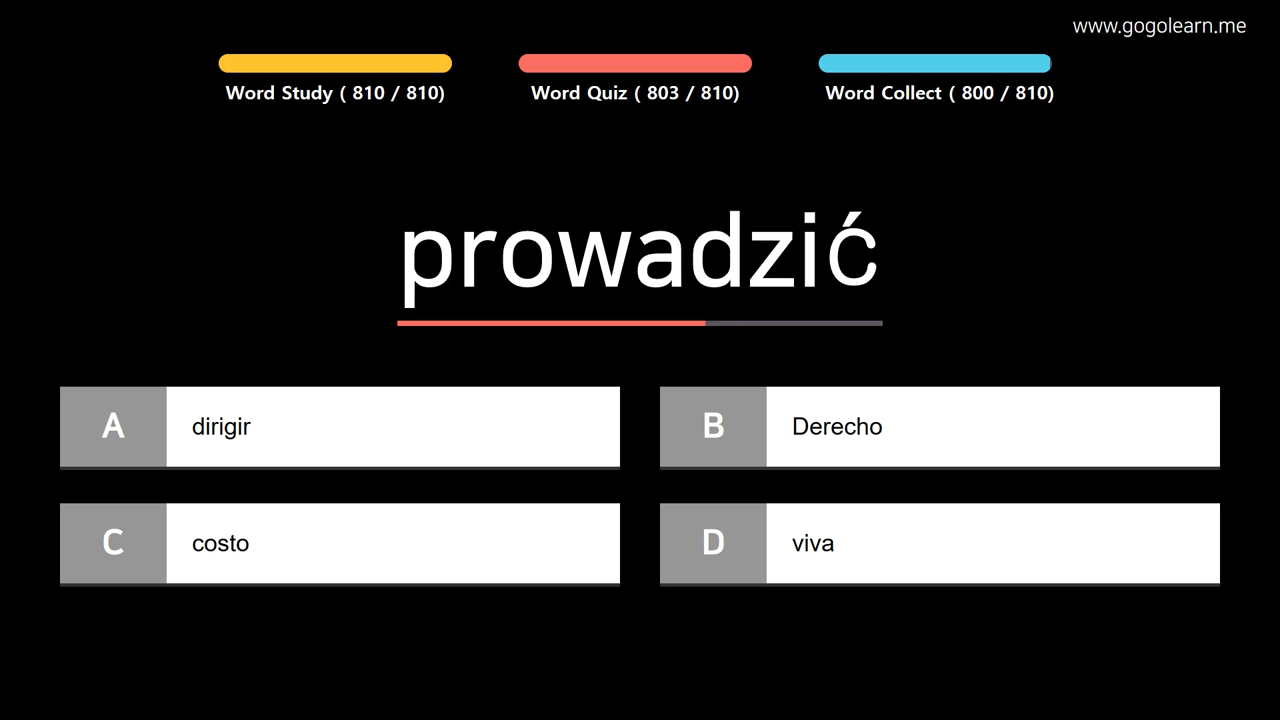 www.gogolearn.me
Word Study ( 810 / 810)
Word Quiz ( 803 / 810)
Word Collect ( 800 / 810)
prowadzić
A dirigir
B Derecho
C costo
D viva